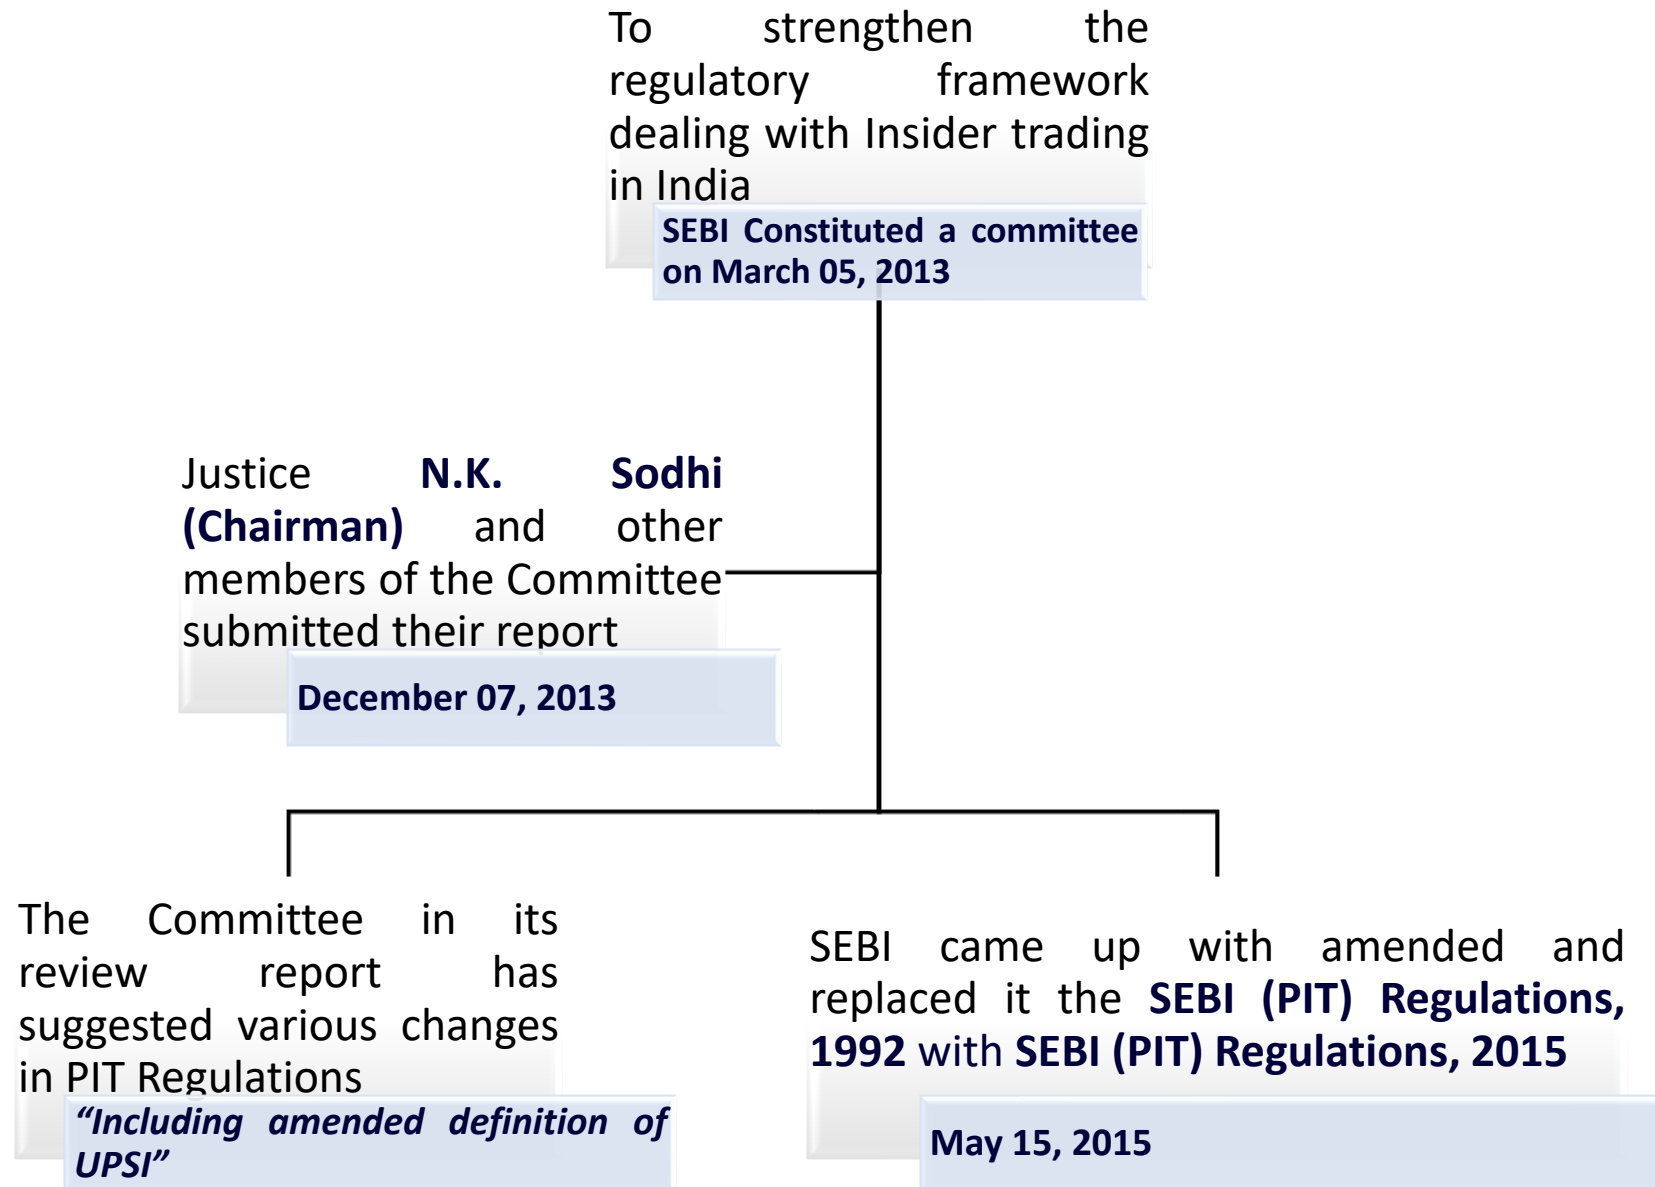 To strengthen the
regulatory framework
dealing with Insider trading
in India
SEBI Constituted a committee
on March 05, 2013
Justice N.K. Sodhi
(Chairman) and other
members of the Committee
submitted their report
December 07, 2013
The Committee in its
review report has
suggested various changes
in PIT Regulations
“Including amended definition of
UPSI”
SEBI came up with amended and
replaced it the SEBI (PIT) Regulations,
1992 with SEBI (PIT) Regulations, 2015
May 15, 2015